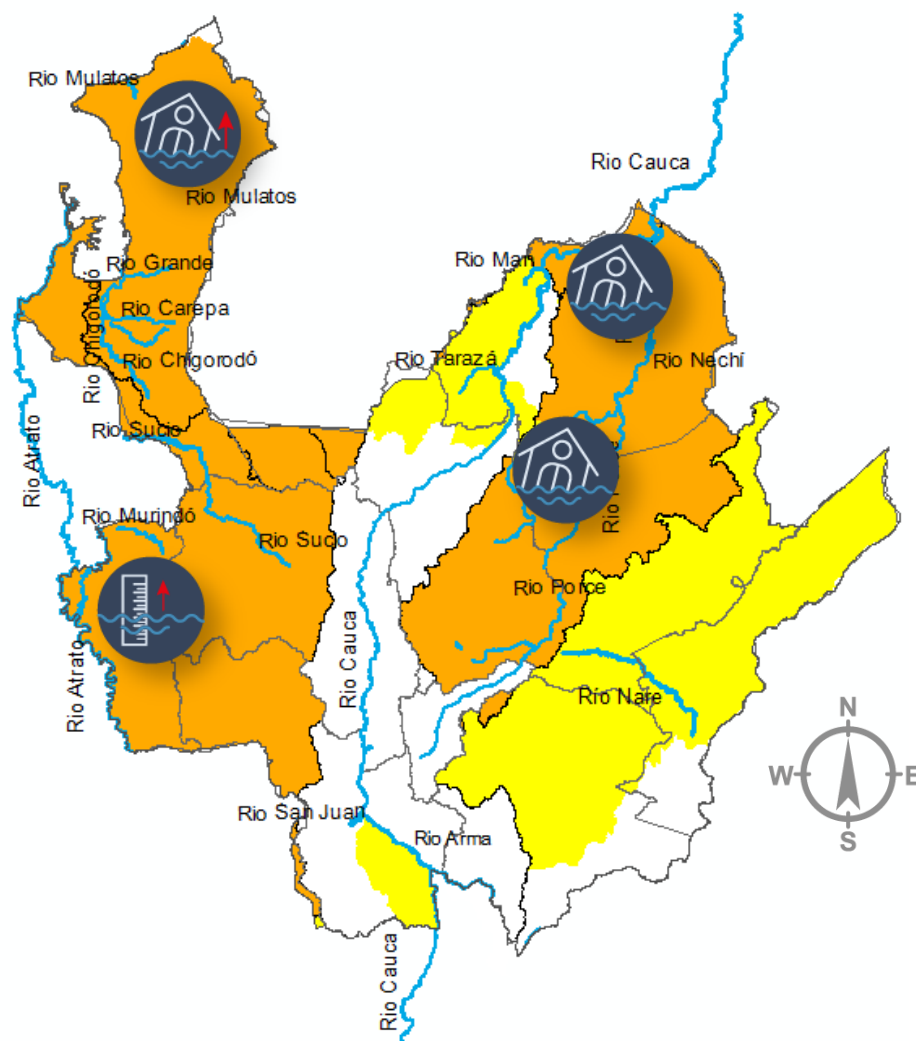 Rio Mulatos
Rio Cauca
Rio Mulatos
Rio Man
Rio Grande
Rio Chigorodó
Rio Carepa
Rio Tarazá
Rio Nechí
Rio Chigorodó
Rio Atrato
Rio Sucio
Rio Murindó
Rio Sucio
Rio Porce
Rio Cauca
Rio Atrato
Río Nare
N
W
E
S
Rio San Juan
Rio Arma
Rio Cauca